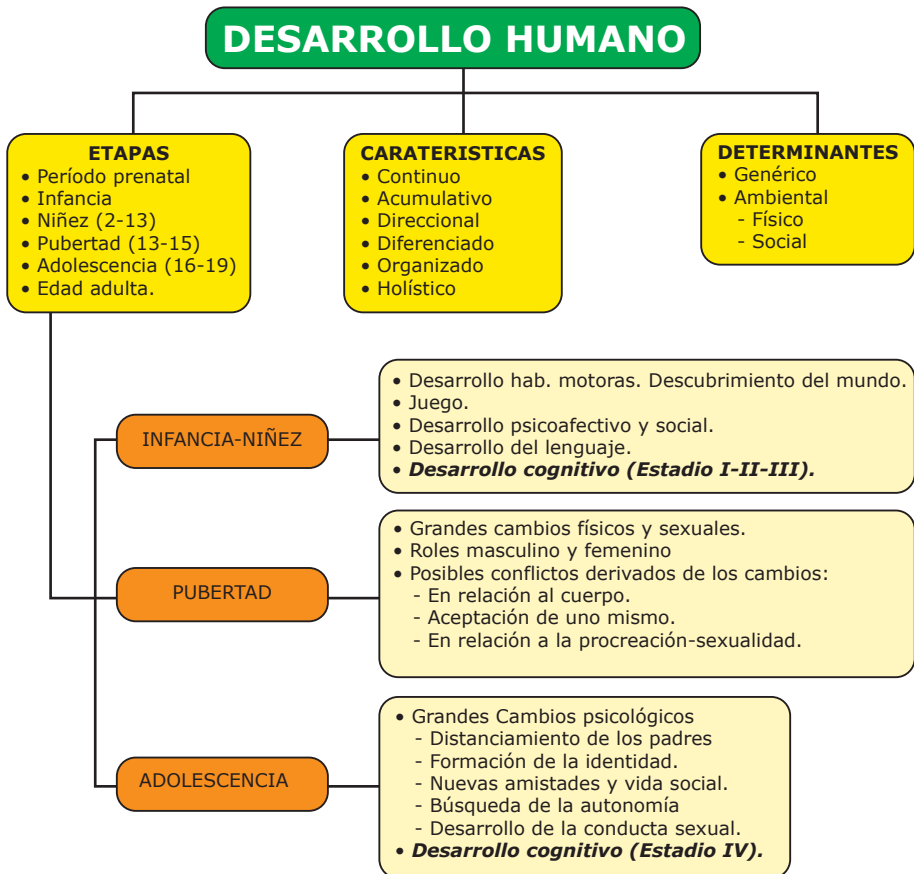 DESARROLLO HUMANO
ETAPAS
• Período prenatal
• Infancia
• Niñez (2-13)
• Pubertad (13-15)
• Adolescencia (16-19)
• Edad adulta.
CARATERISTICAS
• Continuo
• Acumulativo
• Direccional
• Diferenciado
• Organizado
• Holístico
DETERMINANTES
• Genérico
• Ambiental
- Físico
- Social
INFANCIA-NIÑEZ
• Desarrollo hab. motoras. Descubrimiento del mundo.
• Juego.
• Desarrollo psicoafectivo y social.
• Desarrollo del lenguaje.
• Desarrollo cognitivo (Estadio I-II-III).
PUBERTAD
• Grandes cambios físicos y sexuales.
• Roles masculino y femenino
• Posibles conflictos derivados de los cambios:
- En relación al cuerpo.
- Aceptación de uno mismo.
- En relación a la procreación-sexualidad.
ADOLESCENCIA
• Grandes Cambios psicológicos
- Distanciamiento de los padres
- Formación de la identidad.
- Nuevas amistades y vida social.
- Búsqueda de la autonomía
- Desarrollo de la conducta sexual.
• Desarrollo cognitivo (Estadio IV).